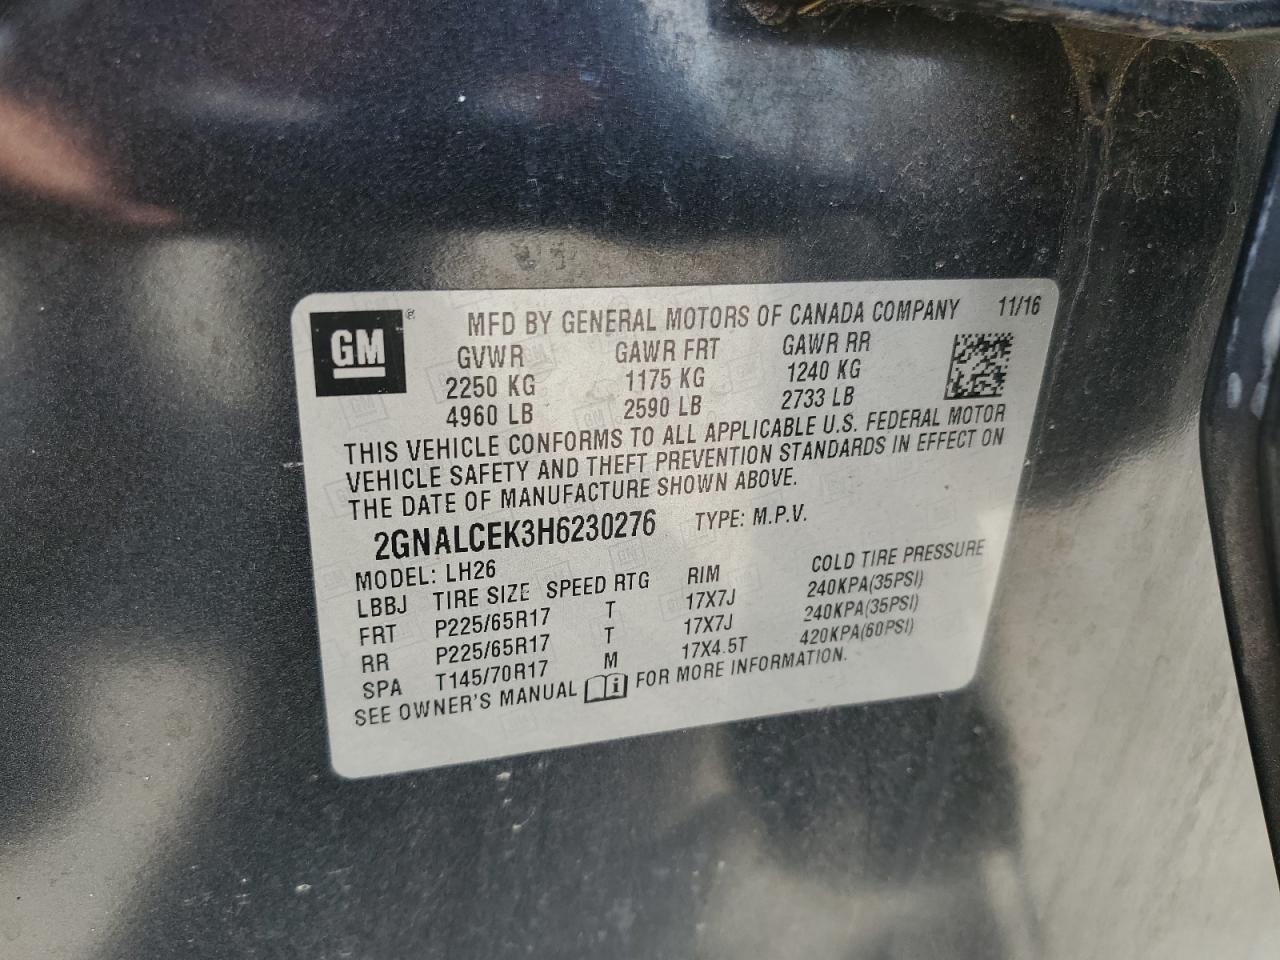 GM ®
MFD BY GENERAL MOTORS OF CANADA COMPANY 11/16
GVWR GAWR FRT GAWR RR
2250 KG 1175 KG 1240 KG
4960 LB 2590 LB 2733 LB
THIS VEHICLE CONFORMS TO ALL APPLICABLE U.S. FEDERAL MOTOR
VEHICLE SAFETY AND THEFT PREVENTION STANDARDS IN EFFECT ON
THE DATE OF MANUFACTURE SHOWN ABOVE.
2GNALCEK3H6230276 TYPE: M.P.V.
MODEL: LH26
LBBJ TIRE SIZE SPEED RTG RIM COLD TIRE PRESSURE
FRT P225/65R17 T 17X7J 240KPA(35PSI)
RR P225/65R17 T 17X7J 240KPA(35PSI)
SPA T145/70R17 M 17X4.5T 420KPA(60PSI)
SEE OWNER'S MANUAL i FOR MORE INFORMATION.